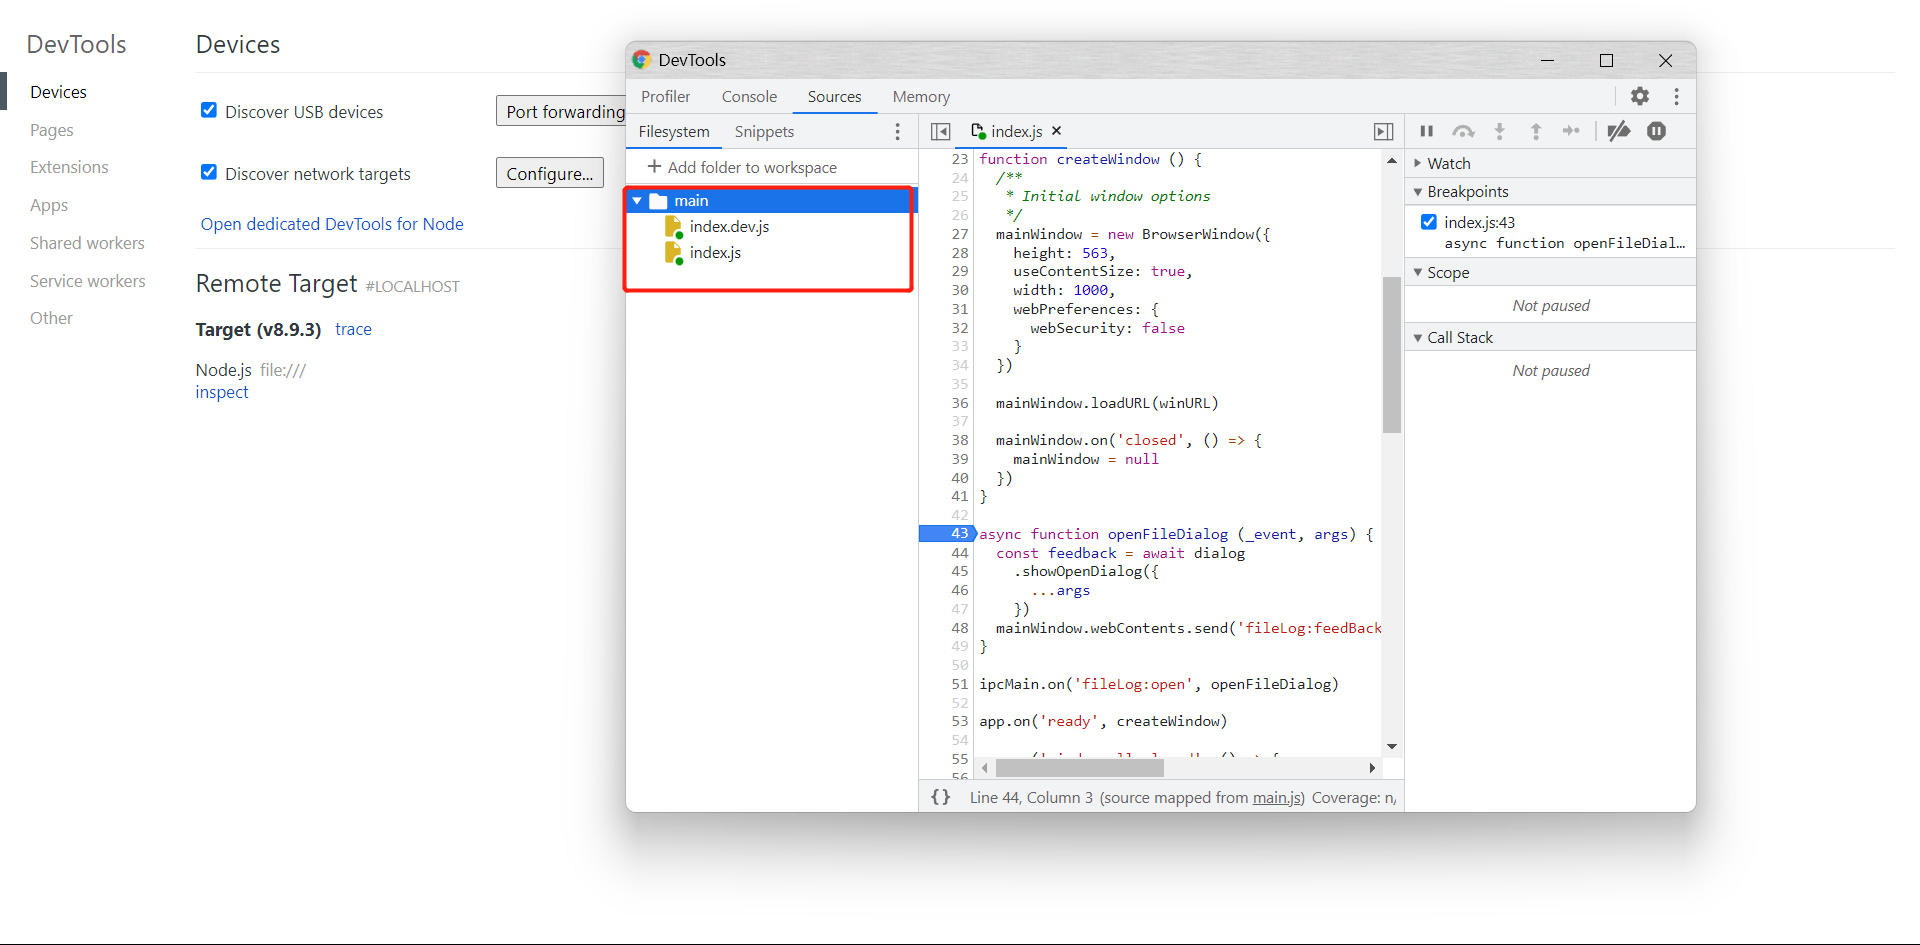 DevTools
Devices
Pages
Extensions
Apps
Shared workers
Service workers
Other
Devices
Discover USB devices
Port forwarding
Discover network targets
Configure...
Open dedicated DevTools for Node
Remote Target #LOCALHOST
Target (v8.9.3) trace
Node.js file:///
inspect
DevTools
Profiler Console Sources Memory
Filesystem Snippets
+ Add folder to workspace
main
index.dev.js
index.js
index.js ×
23 function createWindow () {
24 /**
25 * Initial window options
26 */
27 mainWindow = new BrowserWindow({
28 height: 563,
29 useContentSize: true,
30 width: 1000,
31 webPreferences: {
32 webSecurity: false
33 }
34 })
35
36 mainWindow.loadURL(winURL)
37
38 mainWindow.on('closed', () => {
39 mainWindow = null
40 })
41 }
42
43 async function openFileDialog (_event, args) {
44 const feedback = await dialog
45 .showOpenDialog({
46 ...args
47 })
48 mainWindow.webContents.send('fileLog:feedBack
49 }
50
51 ipcMain.on('fileLog:open', openFileDialog)
52
53 app.on('ready', createWindow)
54
55
56
{} Line 44, Column 3 (source mapped from main.js) Coverage: n/
Watch
Breakpoints
index.js:43
async function openFileDial…
Scope
Not paused
Call Stack
Not paused